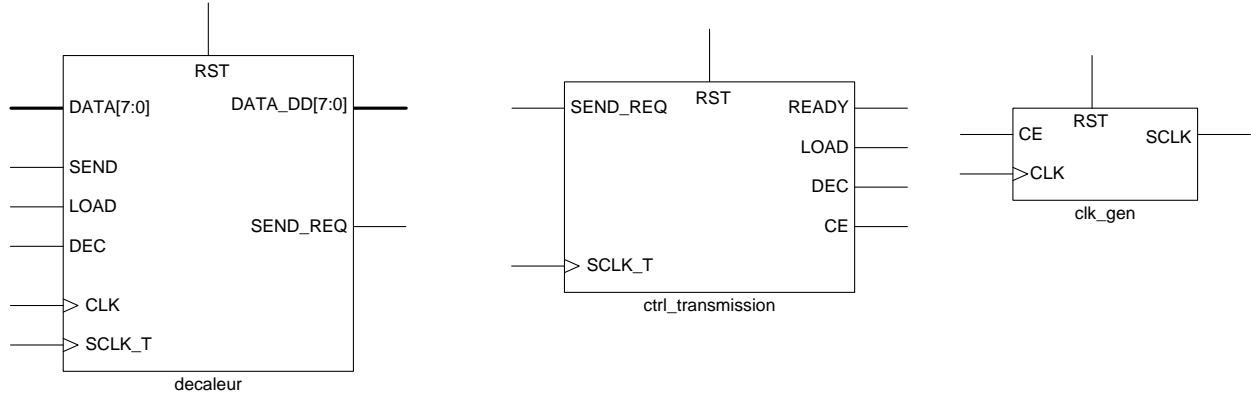 RST
DATA[7:0]
DATA_DD[7:0]
SEND
LOAD
SEND_REQ
DEC
CLK
SCLK_T
decaleur
RST
SEND_REQ
READY
LOAD
DEC
CE
SCLK_T
ctrl_transmission
RST
CE
SCLK
CLK
clk_gen